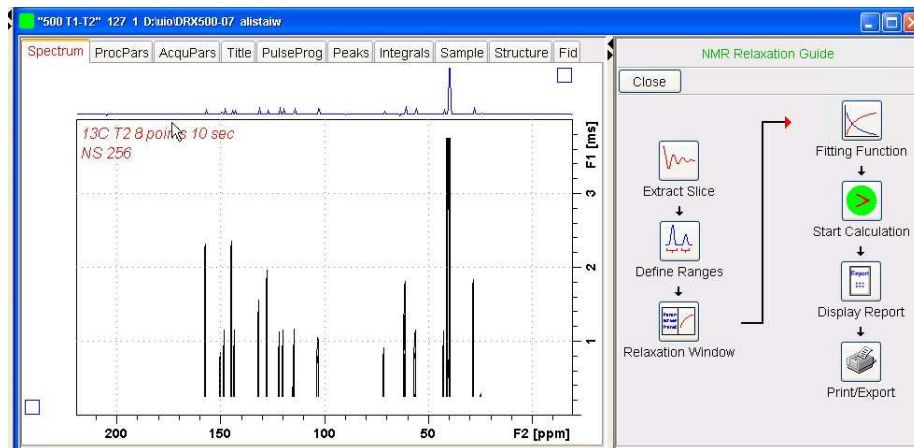 "500 T1-T2" 127 1 D:\uio\DRX500-07 alistaiw
Spectrum ProcPars AcquPars Title PulseProg Peaks Integrals Sample Structure Fid
13C T2 8 points 10 sec
NS 256
F1 [ms]
3
2
1
200 150 100 50 F2 [ppm]
NMR Relaxation Guide
Close
Extract Slice
Define Ranges
Relaxation Window
Fitting Function
Start Calculation
Report
Display Report
Print/Export